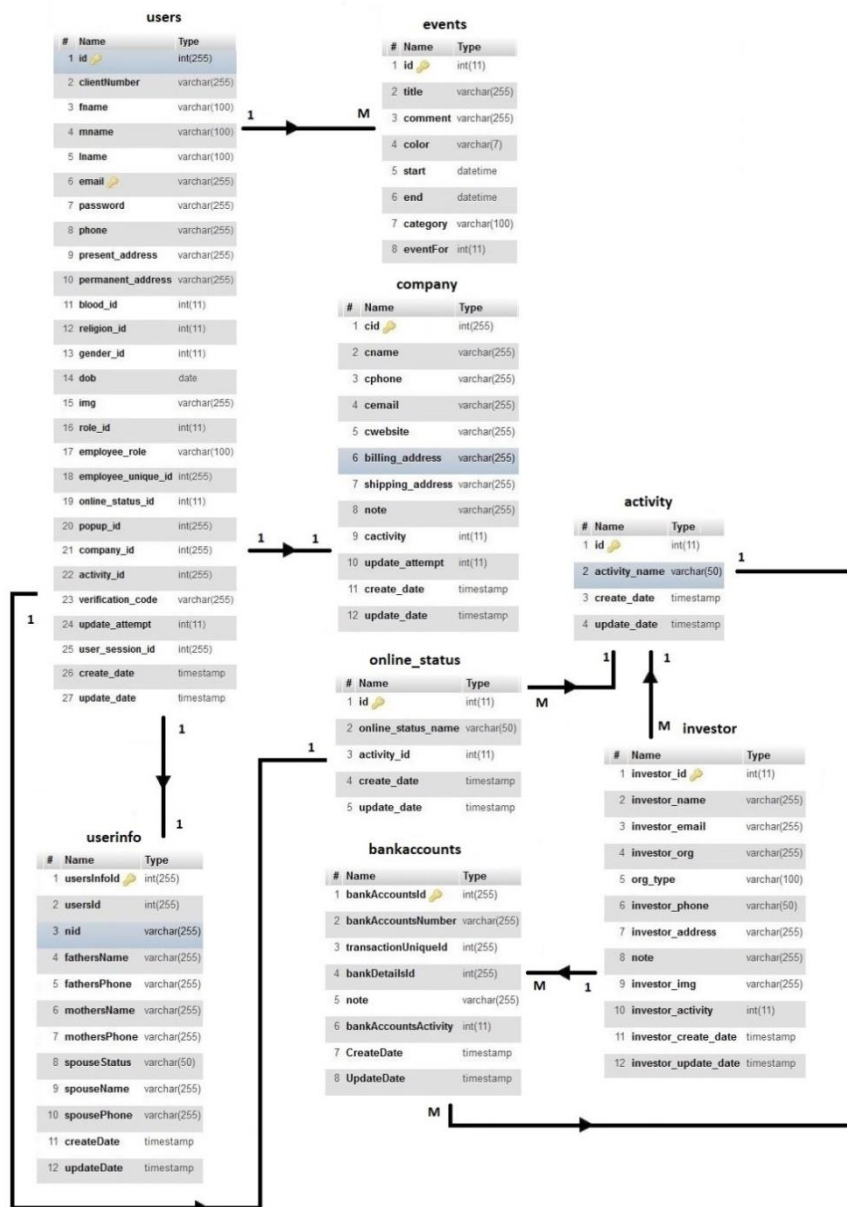 users
# Name Type
1 id int(255)
2 clientNumber varchar(255)
3 fname varchar(100)
4 mname varchar(100)
5 lname varchar(100)
6 email varchar(255)
7 password varchar(255)
8 phone varchar(255)
9 present_address varchar(255)
10 permanent_address varchar(255)
11 blood_id int(11)
12 religion_id int(11)
13 gender_id int(11)
14 dob date
15 img varchar(255)
16 role_id int(11)
17 employee_role varchar(100)
18 employee_unique_id int(255)
19 online_status_id int(11)
20 popup_id int(255)
21 company_id int(255)
22 activity_id int(255)
23 verification_code varchar(255)
24 update_attempt int(11)
25 user_session_id int(255)
26 create_date timestamp
27 update_date timestamp
1
M
events
# Name Type
1 id int(11)
2 title varchar(255)
3 comment varchar(255)
4 color varchar(7)
5 start datetime
6 end datetime
7 category varchar(100)
8 eventFor int(11)
1
1
company
# Name Type
1 cid int(255)
2 cname varchar(255)
3 cphone varchar(255)
4 cemail varchar(255)
5 cwebsite varchar(255)
6 billing_address varchar(255)
7 shipping_address varchar(255)
8 note varchar(255)
9 cactivity int(11)
10 update_attempt int(11)
11 create_date timestamp
12 update_date timestamp
activity
# Name Type
1 id int(11)
2 activity_name varchar(50)
3 create_date timestamp
4 update_date timestamp
1
1
1
1
online_status
# Name Type
1 id int(11)
2 online_status_name varchar(50)
3 activity_id int(11)
4 create_date timestamp
5 update_date timestamp
M
1
M
investor
# Name Type
1 investor_id int(11)
2 investor_name varchar(255)
3 investor_email varchar(255)
4 investor_org varchar(255)
5 org_type varchar(100)
6 investor_phone varchar(50)
7 investor_address varchar(255)
8 note varchar(255)
9 investor_img varchar(255)
10 investor_activity int(11)
11 investor_create_date timestamp
12 investor_update_date timestamp
1
1
userinfo
# Name Type
1 usersInfoId int(255)
2 usersId int(255)
3 nid varchar(255)
4 fathersName varchar(255)
5 fathersPhone varchar(255)
6 mothersName varchar(255)
7 mothersPhone varchar(255)
8 spouseStatus varchar(50)
9 spouseName varchar(255)
10 spousePhone varchar(255)
11 createDate timestamp
12 updateDate timestamp
bankaccounts
# Name Type
1 bankAccountsId int(255)
2 bankAccountsNumber varchar(255)
3 transactionUniqueId int(255)
4 bankDetailsId int(255)
5 note varchar(255)
6 bankAccountsActivity int(11)
7 CreateDate timestamp
8 UpdateDate timestamp
M
1
M